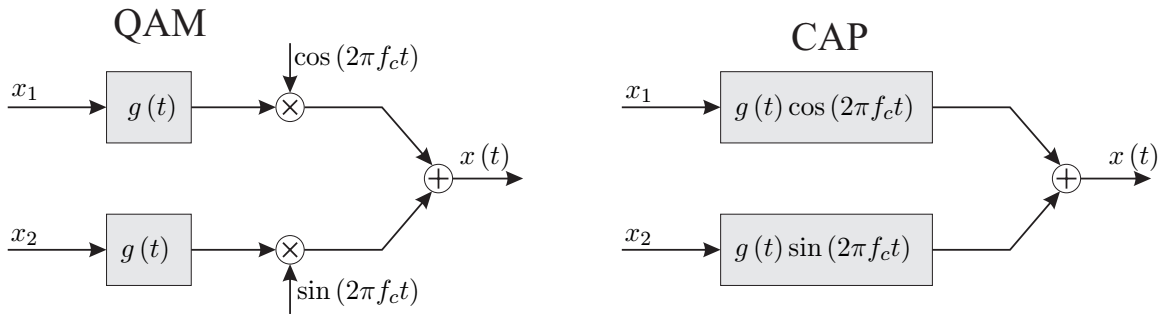 QAM
cos (2πf_c t)
x_1
g (t)
×
+
x (t)
x_2
g (t)
×
sin (2πf_c t)
CAP
x_1
g (t) cos (2πf_c t)
+
x (t)
x_2
g (t) sin (2πf_c t)